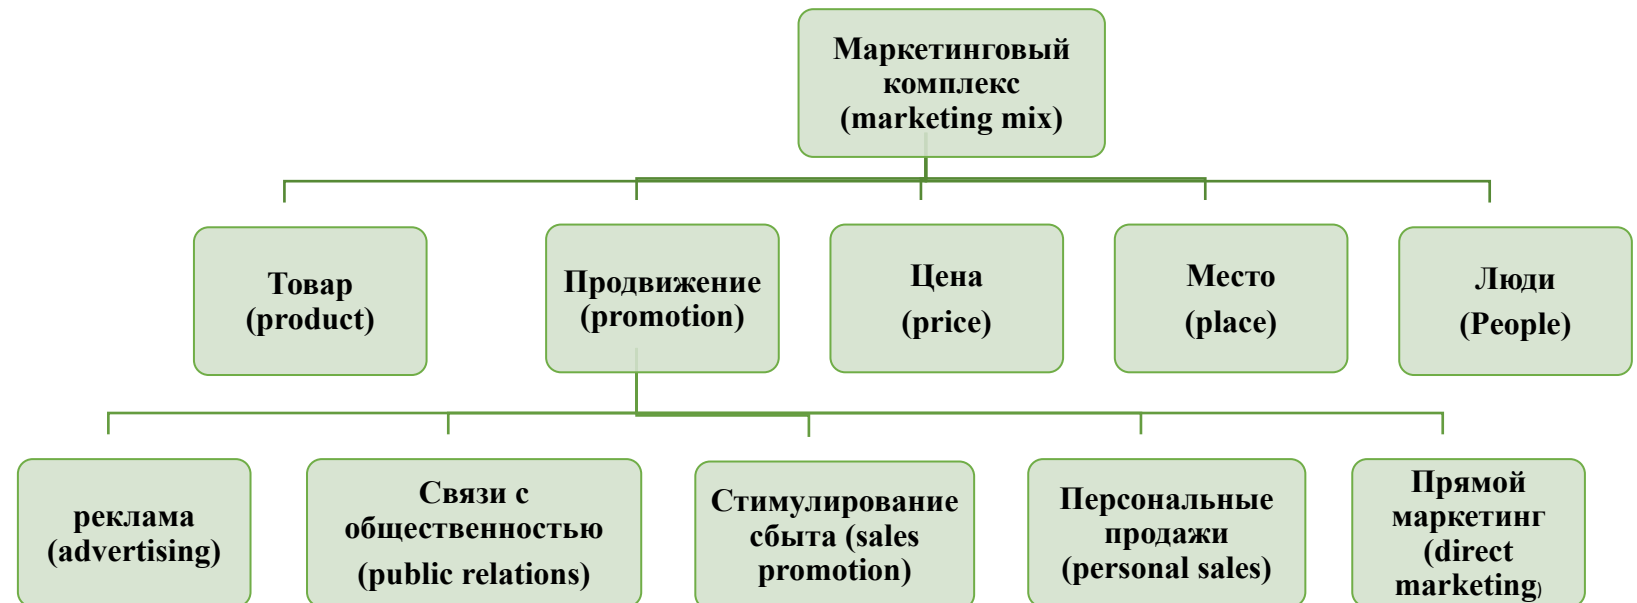 Маркетинговый
комплекс
(marketing mix)
Товар
(product)
Продвижение
(promotion)
Цена
(price)
Место
(place)
Люди
(People)
реклама
(advertising)
Связи с
общественностью
(public relations)
Стимулирование
сбыта (sales
promotion)
Персональные
продажи
(personal sales)
Прямой
маркетинг
(direct
marketing)